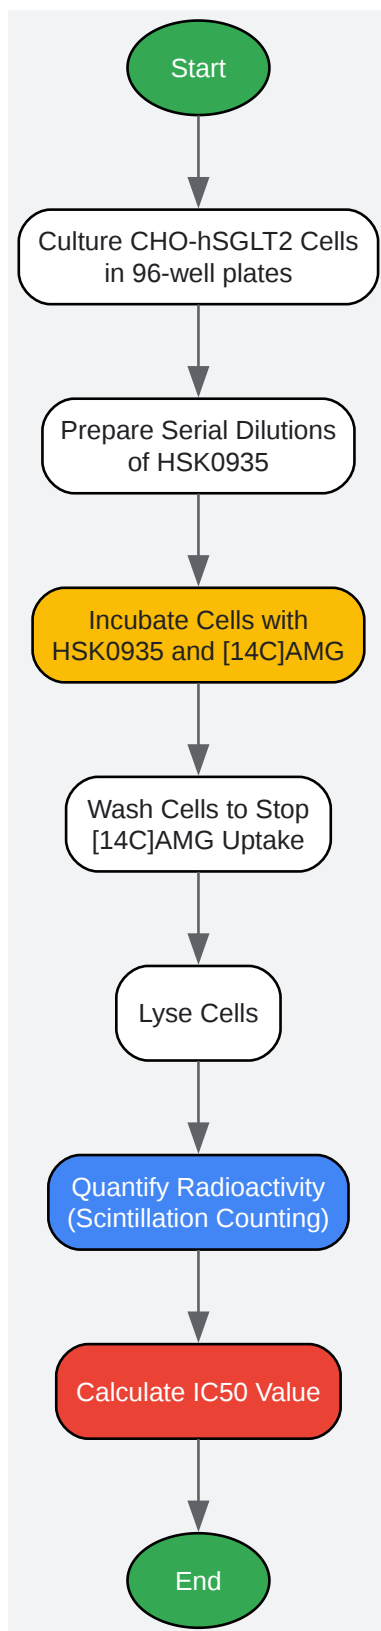 Start
Culture CHO-hSGLT2 Cells
in 96-well plates
Prepare Serial Dilutions
of HSK0935
Incubate Cells with
HSK0935 and [14C]AMG
Wash Cells to Stop
[14C]AMG Uptake
Lyse Cells
Quantify Radioactivity
(Scintillation Counting)
Calculate IC50 Value
End